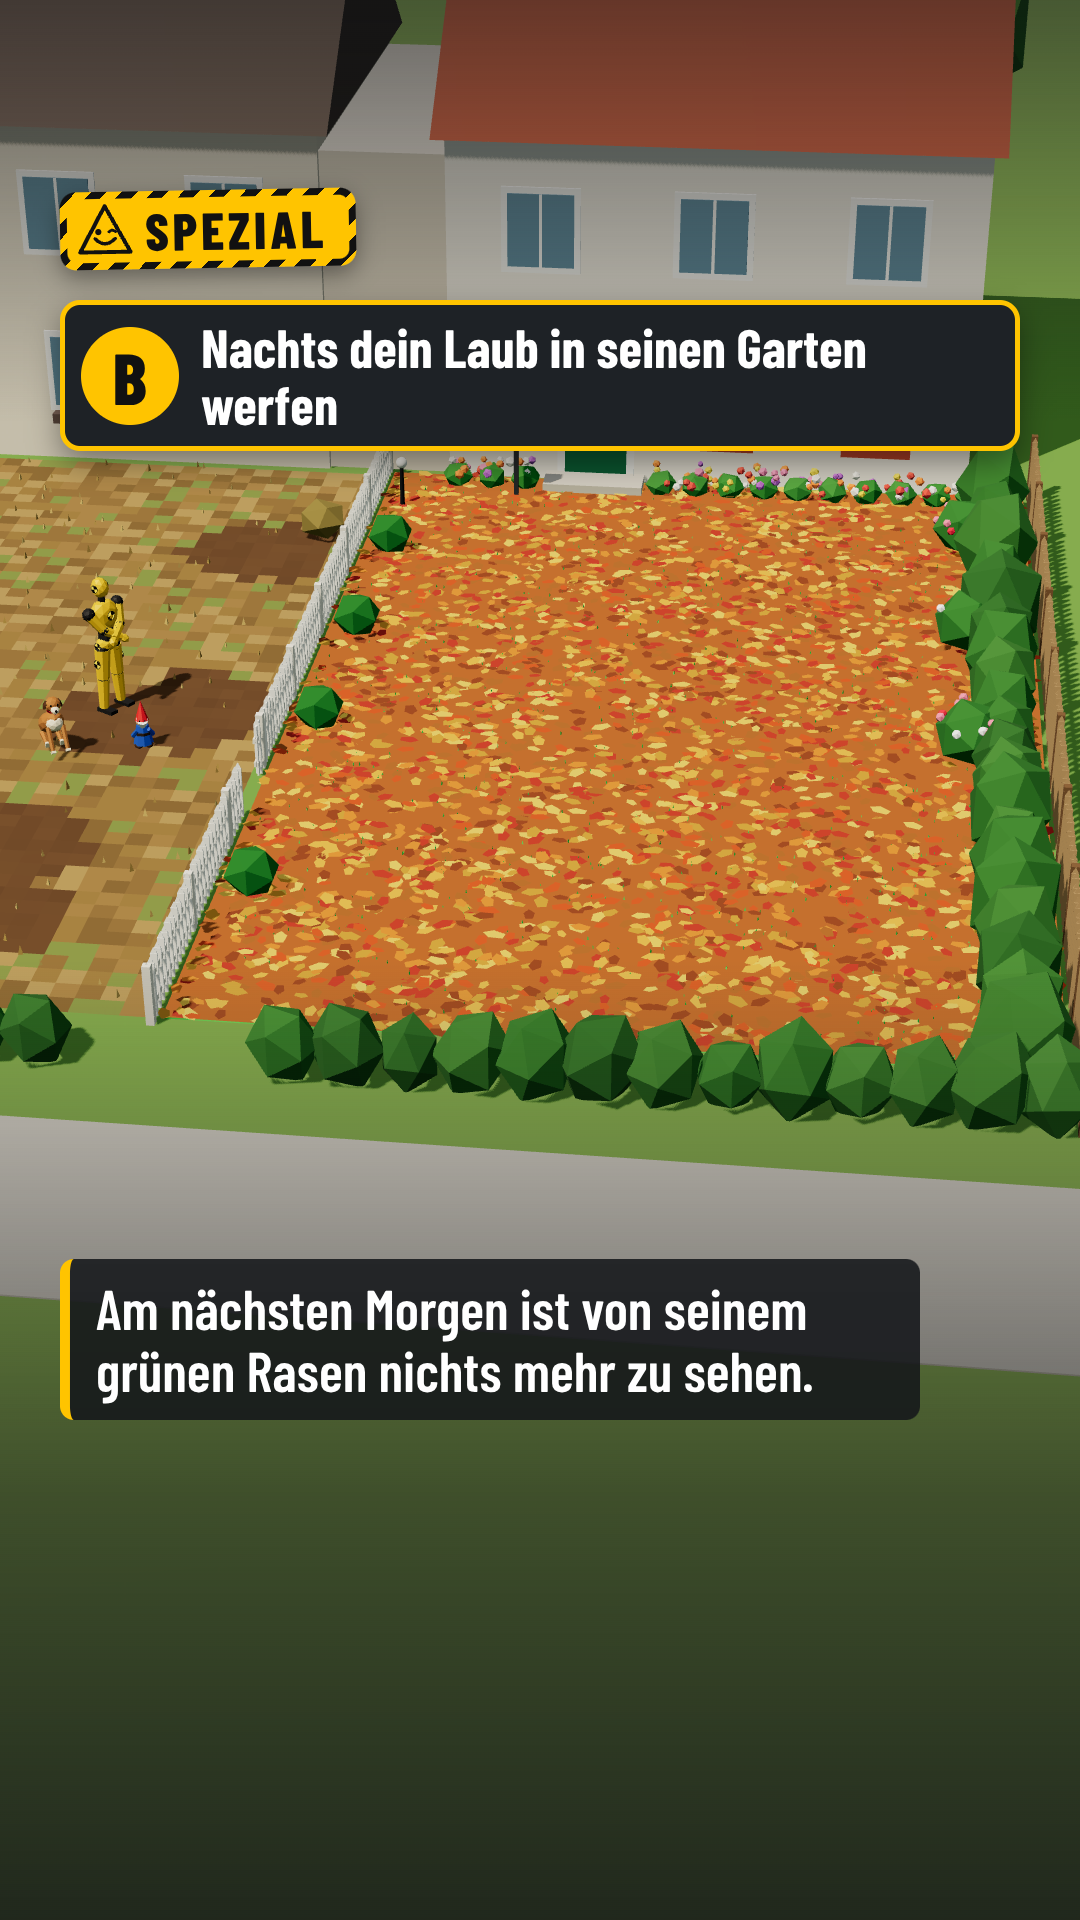 SPEZIAL
B
Nachts dein Laub in seinen Garten
werfen
Am nächsten Morgen ist von seinem
grünen Rasen nichts mehr zu sehen.